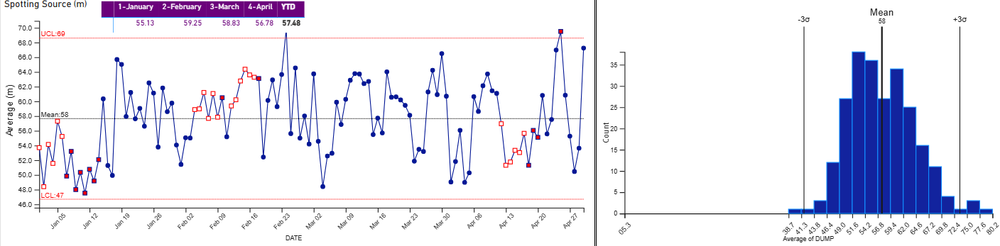 Spotting Source (m)
1-January 2-February 3-March 4-April YTD
55.13 59.25 58.83 56.78 57.48
Average (m)
70.0
68.0
66.0
64.0
62.0
60.0
58.0
56.0
54.0
52.0
50.0
48.0
46.0
UCL:69
Mean:58
LCL:47
Jan 05 Jan 12 Jan 19 Jan 26 Feb 02 Feb 09 Feb 16 Feb 23 Mar 02 Mar 09 Mar 16 Mar 23 Mar 30 Apr 06 Apr 13 Apr 20 Apr 27
DATE
Mean
-3σ 58 +3σ
Count
35
30
25
20
15
10
5
0
05.3 38.7 41.3 43.8 46.4 49.0 51.6 54.2 56.8 59.4 62.0 64.6 67.2 69.8 72.4 75.0 77.6 80.2
Average of DUMP